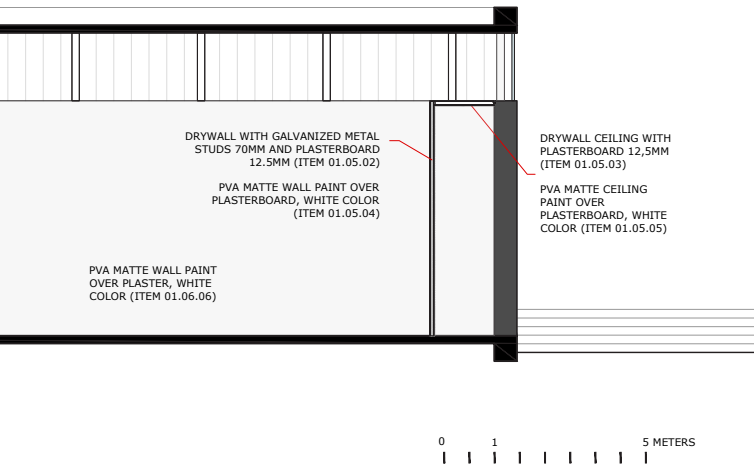 DRYWALL WITH GALVANIZED METAL
STUDS 70MM AND PLASTERBOARD
12.5MM (ITEM 01.05.02)
PVA MATTE WALL PAINT OVER
PLASTERBOARD, WHITE COLOR
(ITEM 01.05.04)
DRYWALL CEILING WITH
PLASTERBOARD 12,5MM
(ITEM 01.05.03)
PVA MATTE CEILING
PAINT OVER
PLASTERBOARD, WHITE
COLOR (ITEM 01.05.05)
PVA MATTE WALL PAINT
OVER PLASTER, WHITE
COLOR (ITEM 01.06.06)
0 1 5 METERS